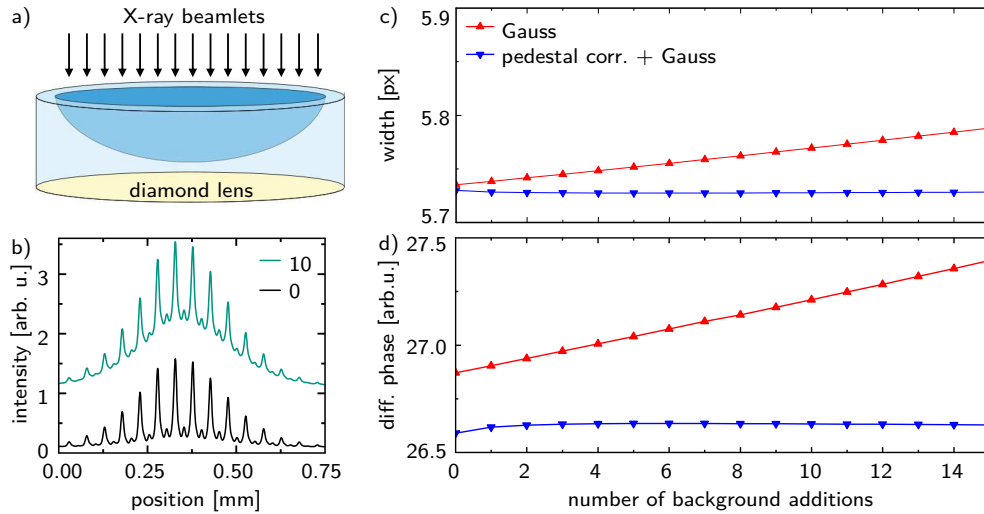 a)
X-ray beamlets
diamond lens
b)
intensity [arb. u.]
3
2
1
0
10
0
0.00
0.25
0.50
0.75
position [mm]
c)
width [px]
5.9
5.8
5.7
Gauss
pedestal corr. + Gauss
d)
diff. phase [arb.u.]
27.5
27.0
26.5
0
2
4
6
8
10
12
14
number of background additions